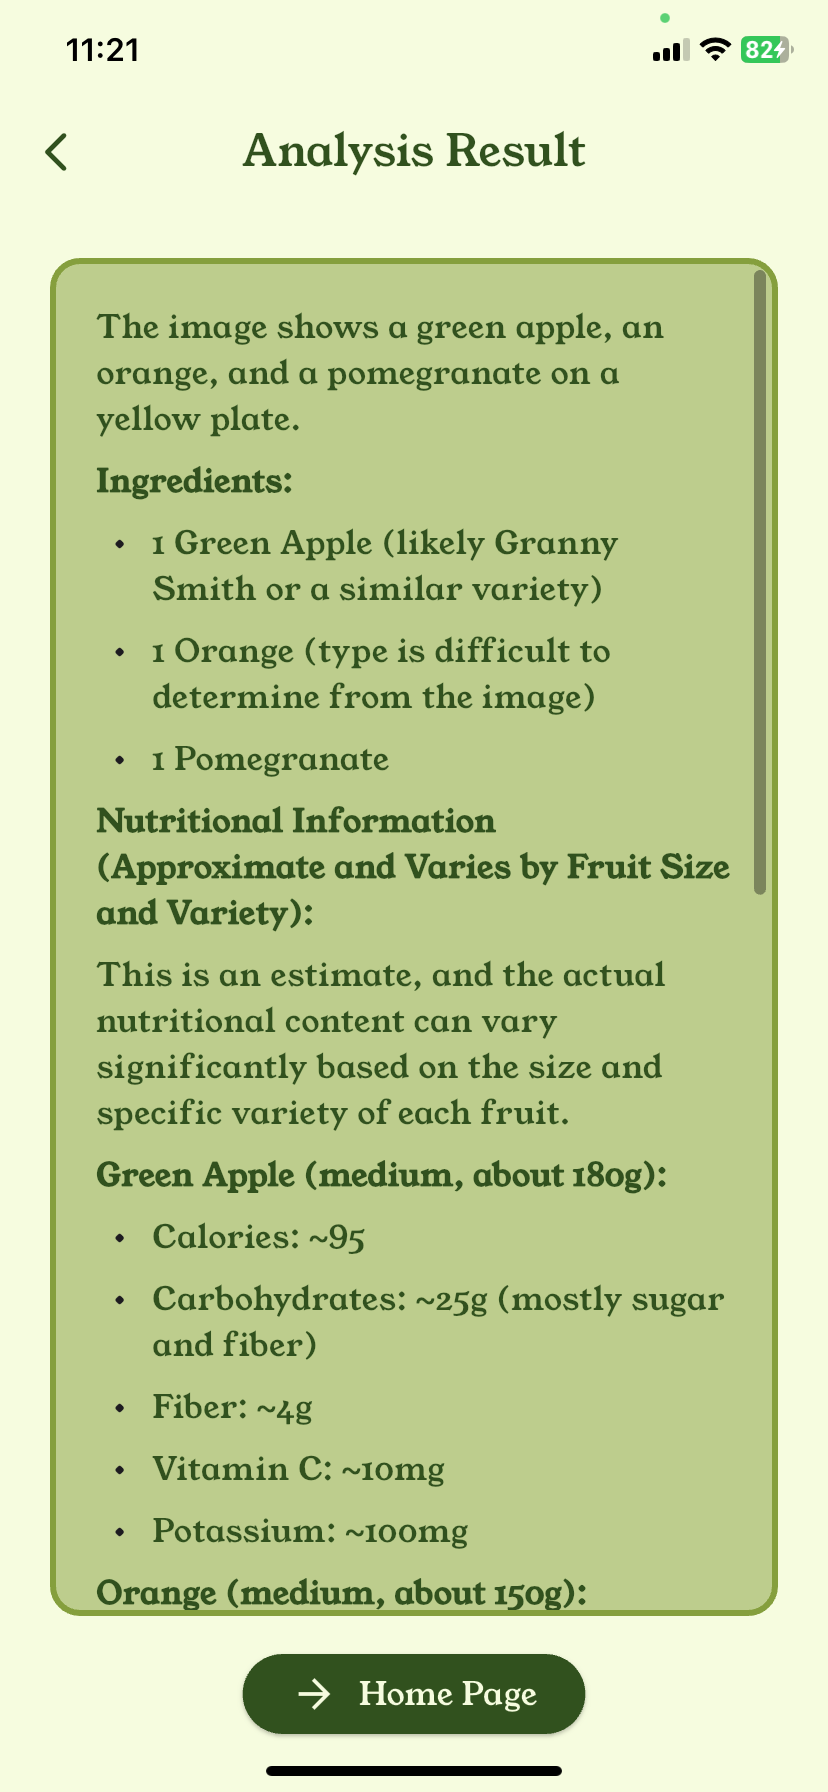 11:21
82
Analysis Result
The image shows a green apple, an
orange, and a pomegranate on a
yellow plate.
Ingredients:
• 1 Green Apple (likely Granny
Smith or a similar variety)
• 1 Orange (type is difficult to
determine from the image)
• 1 Pomegranate
Nutritional Information
(Approximate and Varies by Fruit Size
and Variety):
This is an estimate, and the actual
nutritional content can vary
significantly based on the size and
specific variety of each fruit.
Green Apple (medium, about 180g):
• Calories: ~95
• Carbohydrates: ~25g (mostly sugar
and fiber)
• Fiber: ~4g
• Vitamin C: ~10mg
• Potassium: ~100mg
Orange (medium, about 150g):
Home Page